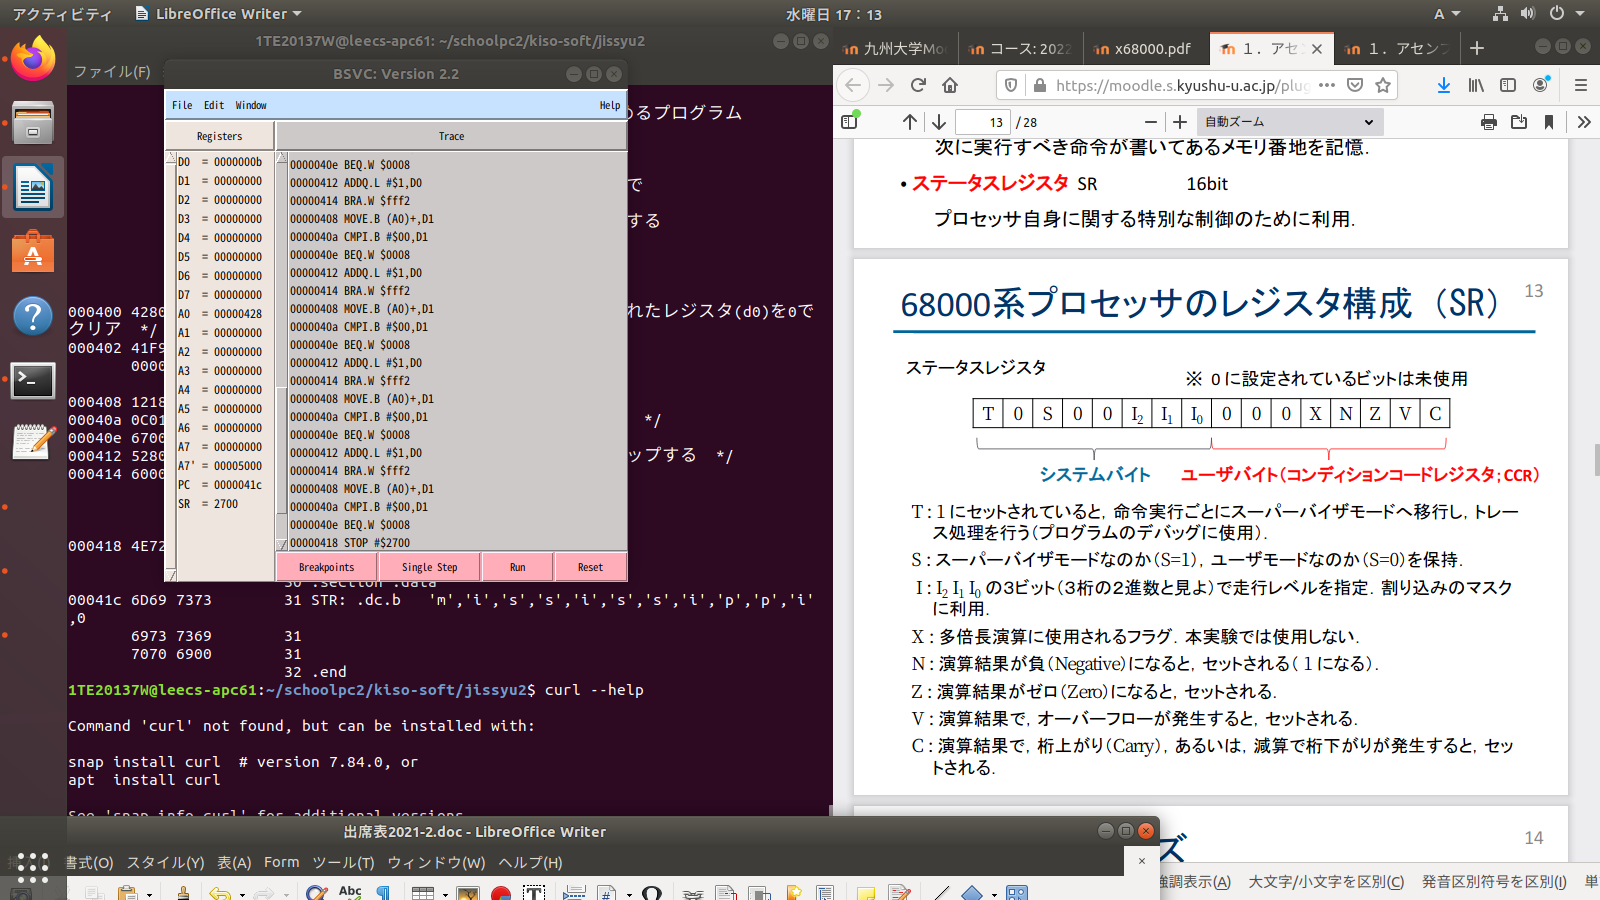 アクティビティ
LibreOffice Writer
水曜日 17：13
A
1TE20137W@leecs-apc61: ~/schoolpc2/kiso-soft/jissyu2
ファイル(F)
BSVC: Version 2.2
File Edit Window Help
Registers
Trace
D0 = 0000000b
D1 = 00000000
D2 = 00000000
D3 = 00000000
D4 = 00000000
D5 = 00000000
D6 = 00000000
D7 = 00000000
A0 = 00000428
A1 = 00000000
A2 = 00000000
A3 = 00000000
A4 = 00000000
A5 = 00000000
A6 = 00000000
A7 = 00000000
A7' = 00005000
PC = 0000041c
SR = 2700
0000040e BEQ.W $0008
00000412 ADDQ.L #$1,D0
00000414 BRA.W $fff2
00000408 MOVE.B (A0)+,D1
0000040a CMPI.B #$00,D1
0000040e BEQ.W $0008
00000412 ADDQ.L #$1,D0
00000414 BRA.W $fff2
00000408 MOVE.B (A0)+,D1
0000040a CMPI.B #$00,D1
0000040e BEQ.W $0008
00000412 ADDQ.L #$1,D0
00000414 BRA.W $fff2
00000408 MOVE.B (A0)+,D1
0000040a CMPI.B #$00,D1
0000040e BEQ.W $0008
00000412 ADDQ.L #$1,D0
00000414 BRA.W $fff2
00000408 MOVE.B (A0)+,D1
0000040a CMPI.B #$00,D1
0000040e BEQ.W $0008
00000418 STOP #$2700
Breakpoints
Single Step
Run
Reset
るプログラム
で
する
000400 4280
れたレジスタ(d0)を0で
クリア */
000402 41F9
0000
000408 1218
*/
00040a 0C01
00040e 6700
000412 5280
ップする */
000414 6000
000418 4E72
30 .section .data
00041c 6D69 7373 31 STR: .dc.b 'm','i','s','s','i','s','s','i','p','p','i'
,0
6973 7369 31
7070 6900 31
32 .end
1TE20137W@leecs-apc61:~/schoolpc2/kiso-soft/jissyu2$ curl --help
Command 'curl' not found, but can be installed with:
snap install curl # version 7.84.0, or
apt install curl
See 'snap info curl' for additional versions.
九州大学Mo
コース: 2022
x68000.pdf
1．アセン
1．アセンブ
https://moodle.s.kyushu-u.ac.jp/plug
13 / 28
自動ズーム
次に実行すべき命令が書いてあるメモリ番地を記憶．
• ステータスレジスタ SR 16bit
プロセッサ自身に関する特別な制御のために利用．
68000系プロセッサのレジスタ構成（SR） 13
ステータスレジスタ
※ 0 に設定されているビットは未使用
T 0 S 0 0 I2 I1 I0 0 0 0 X N Z V C
システムバイト
ユーザバイト（コンディションコードレジスタ；CCR）
T：1 にセットされていると，命令実行ごとにスーパーバイザモードへ移行し，トレー
ス処理を行う（プログラムのデバッグに使用）．
S：スーパーバイザモードなのか（S=1），ユーザモードなのか（S=0）を保持．
I：I2 I1 I0 の３ビット（３桁の２進数と見よ）で走行レベルを指定．割り込みのマスク
に利用．
X：多倍長演算に使用されるフラグ．本実験では使用しない．
N：演算結果が負（Negative）になると，セットされる（ 1 になる）．
Z：演算結果がゼロ（Zero）になると，セットされる．
V：演算結果で，オーバーフローが発生すると，セットされる．
C：演算結果で，桁上がり（Carry），あるいは，減算で桁下がりが発生すると，セッ
トされる．
14
ズ
強調表示(A) 大文字/小文字を区別(C) 発音区別符号を区別(I) 単
出席表2021-2.doc - LibreOffice Writer
書式(O) スタイル(Y) 表(A) Form ツール(T) ウィンドウ(W) ヘルプ(H)
Abc